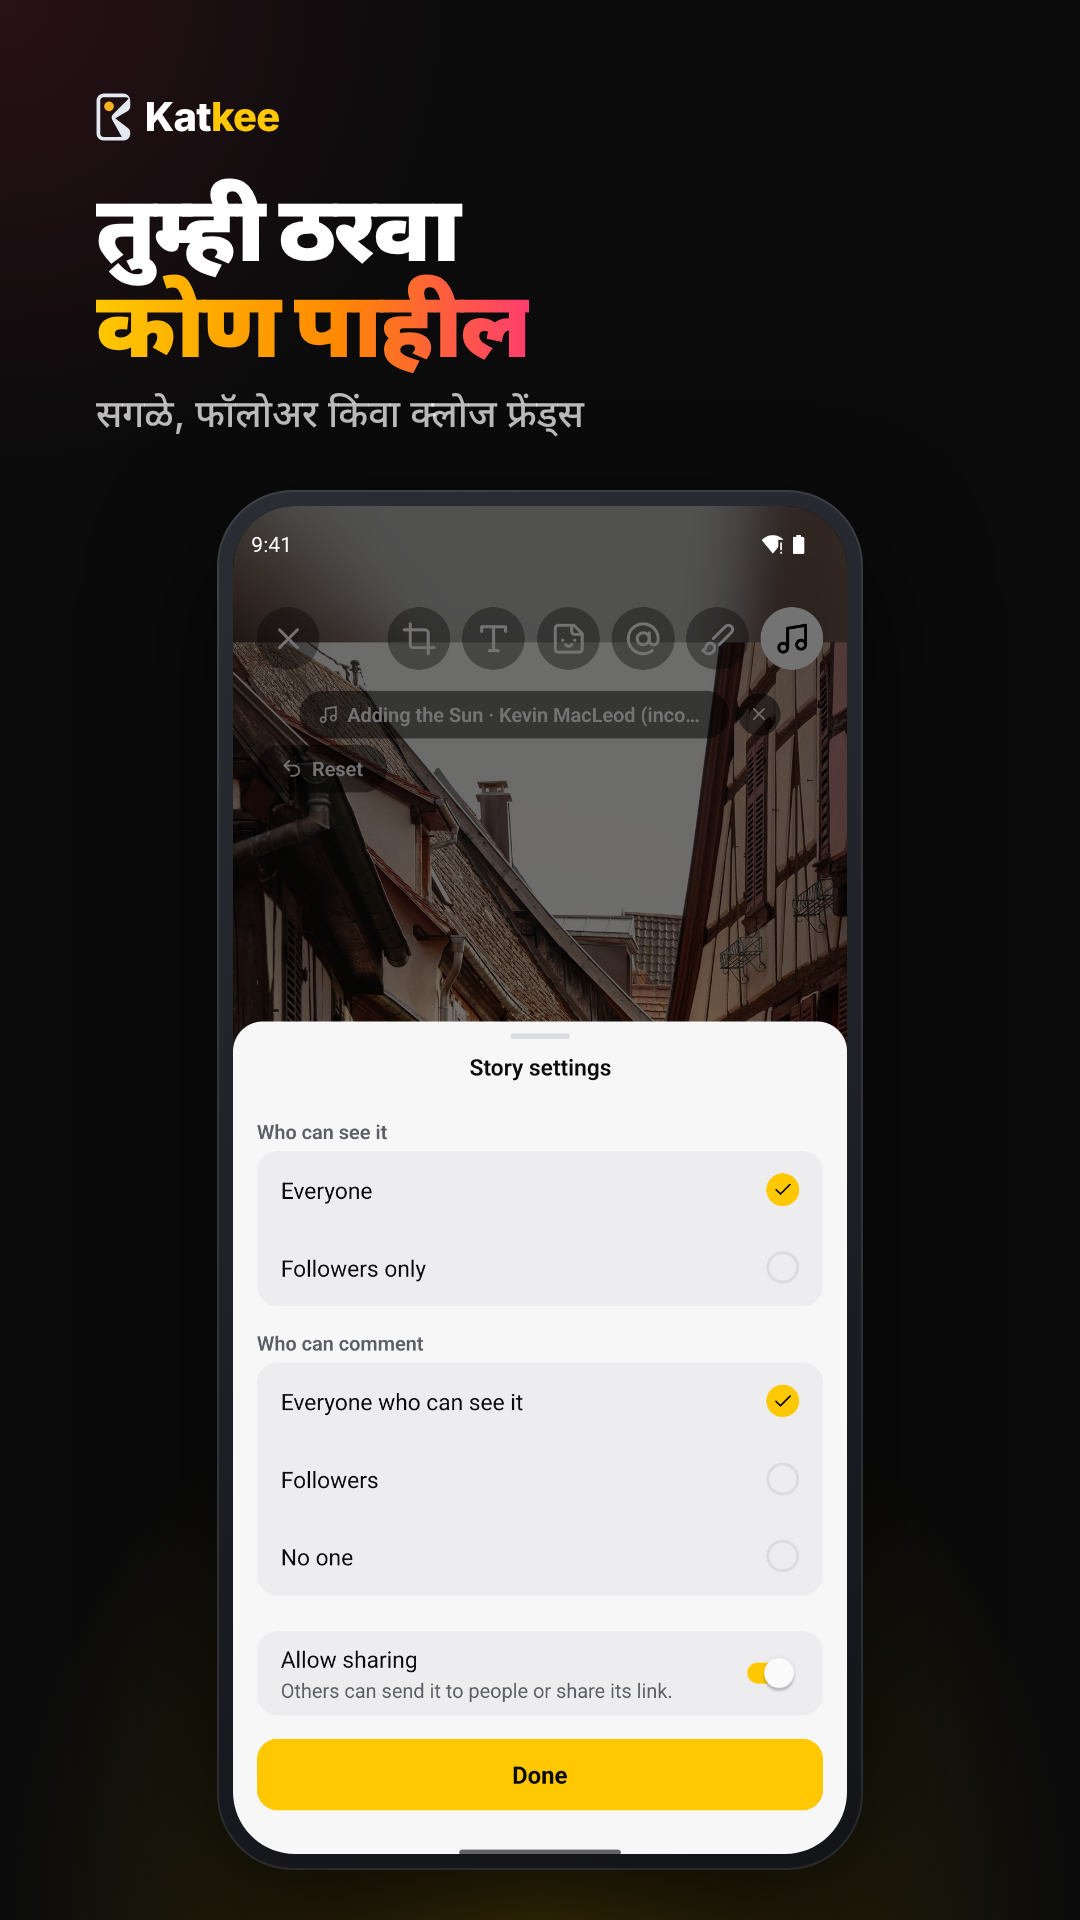 Katkee
तुम्ही ठरवा
कोण पाहील
सगळे, फॉलोअर किंवा क्लोज फ्रेंड्स
9:41
Adding the Sun · Kevin MacLeod (inco...
Reset
Story settings
Who can see it
Everyone
Followers only
Who can comment
Everyone who can see it
Followers
No one
Allow sharing
Others can send it to people or share its link.
Done